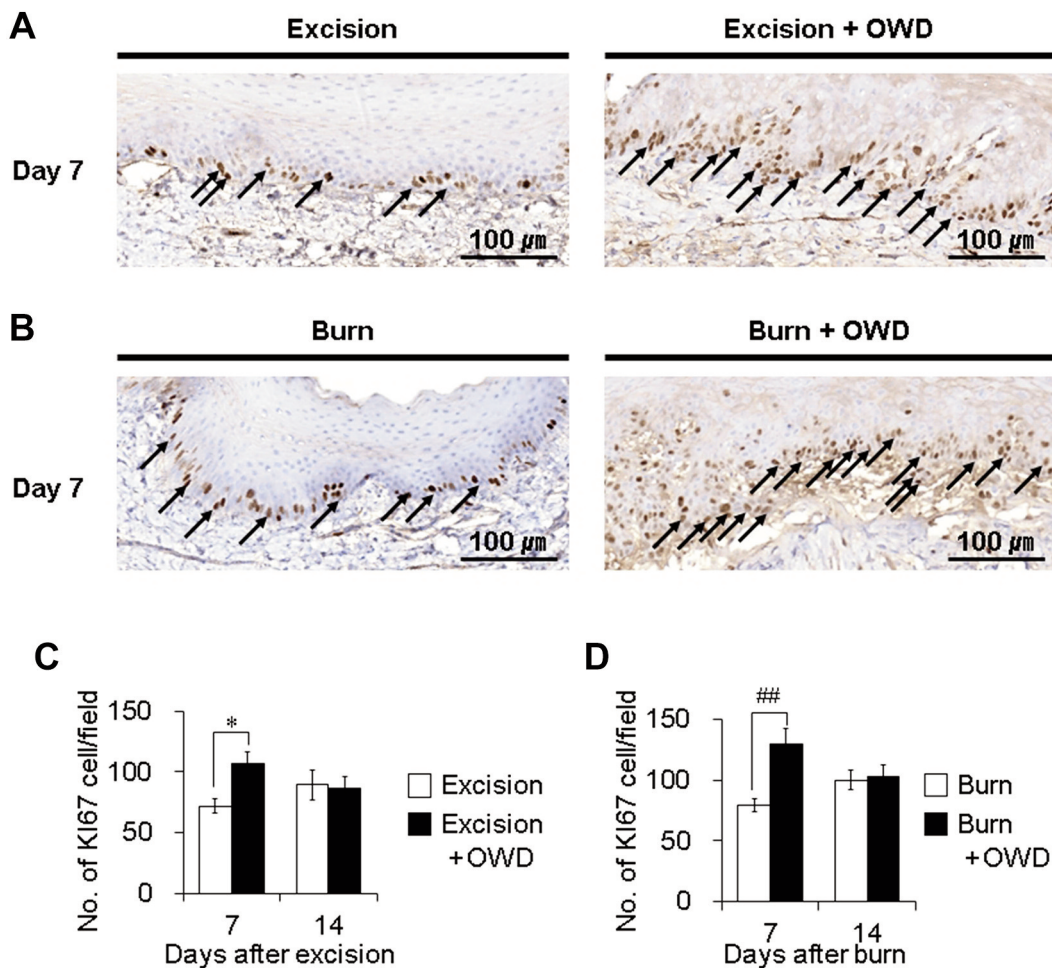 A
Excision
Excision + OWD
Day 7
100 ㎛
100 ㎛
B
Burn
Burn + OWD
Day 7
100 ㎛
100 ㎛
C
No. of KI67 cell/field
150
100
50
0
*
7
14
Days after excision
Excision
Excision
+OWD
D
No. of KI67 cell/field
150
100
50
0
##
7
14
Days after burn
Burn
Burn
+OWD